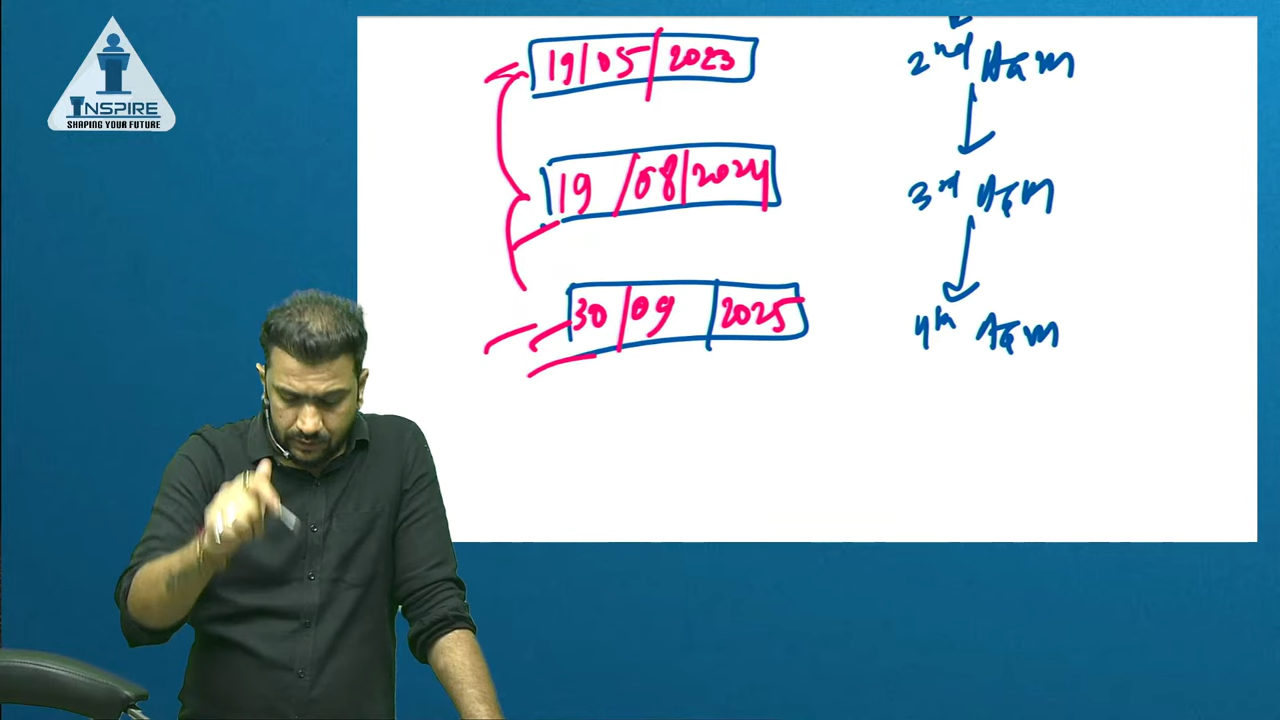 INSPIRE
SHAPING YOUR FUTURE
19/05/2023 2nd AGM
19/08/2024 3rd AGM
30/09/2025 4th AGM